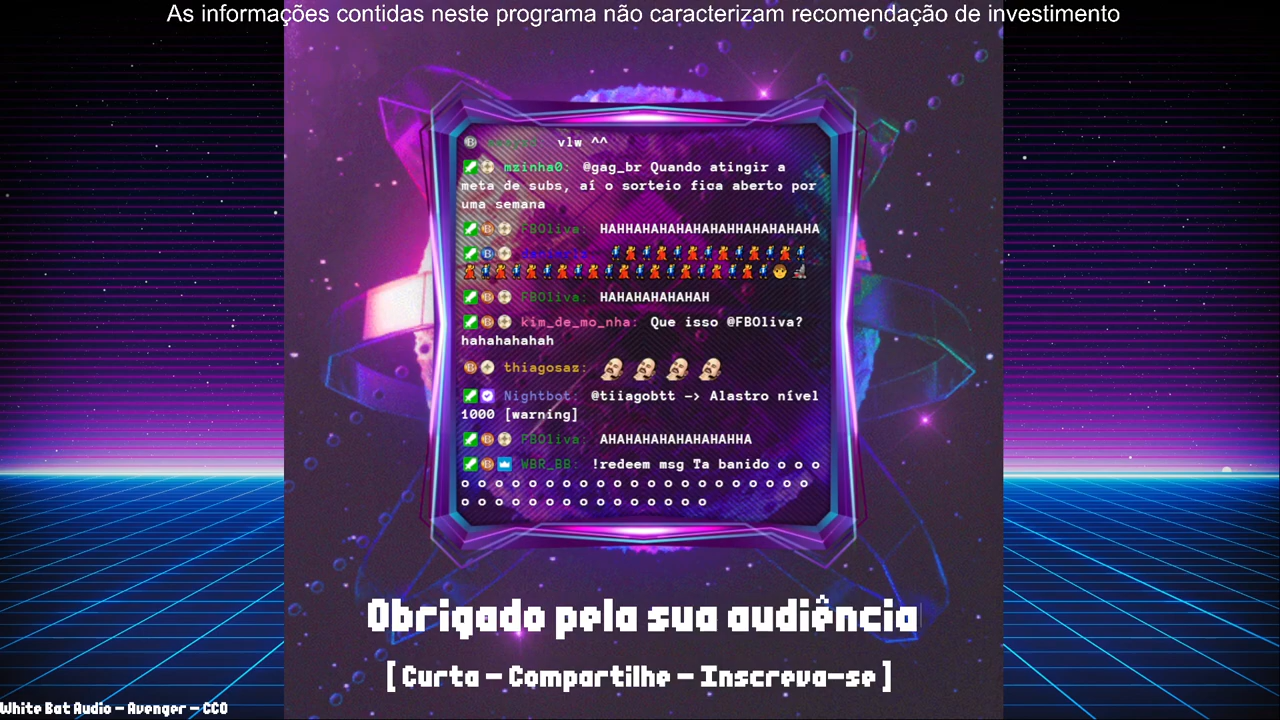 As informações contidas neste programa não caracterizam recomendação de investimento
vlw ^^
mzinha0: @gag_br Quando atingir a
meta de subs, aí o sorteio fica aberto por
uma semana
FBOliva: HAHHAHAHAHAHAHAHHAHAHAHAHA
FBOliva: HAHAHAHAHAHAH
kim_de_mo_nha: Que isso @FBOliva?
hahahahahah
thiagosaz:
Nightbot: @tiiagobtt -> Alastro nível
1000 [warning]
FBOliva: AHAHAHAHAHAHAHAHHA
WBR_BB: !redeem msg Ta banido o o o
o o o o o o o o o o o o o o o o o o o o o
o o o o o o o o o o o o o o o
Obrigado pela sua audiência
[ Curta - Compartilhe - Inscreva-se ]
White Bat Audio - Avenger - CC0